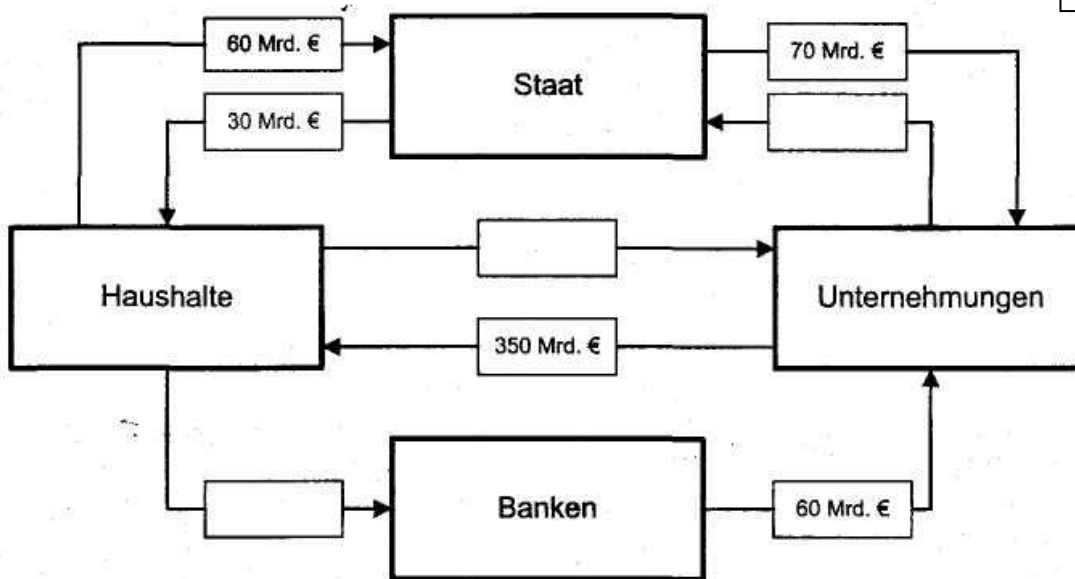 60 Mrd. €
Staat
70 Mrd. €
30 Mrd. €
Haushalte
Unternehmungen
350 Mrd. €
Banken
60 Mrd. €